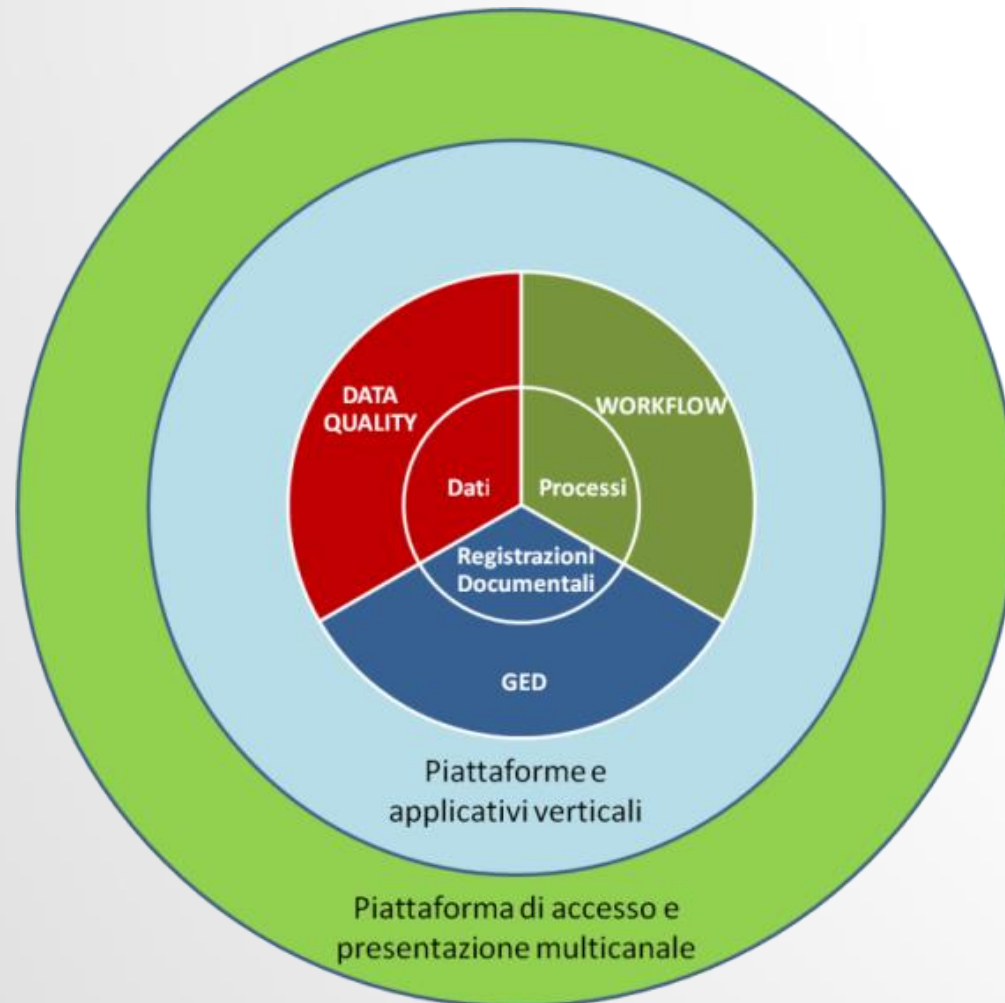 DATA
QUALITY
WORKFLOW
Dati
Processi
Registrazioni
Documentali
GED
Piattaforme e
applicativi verticali
Piattaforma di accesso e
presentazione multicanale